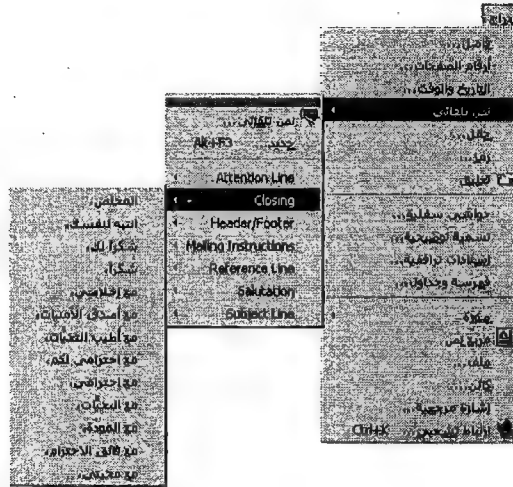 إدراج
فاصل...
أرقام الصفحات...
التاريخ والوقت...
نص تلقائي
حقل...
رمز...
تعليق
حواشي سفلية...
تسمية توضيحية...
إسنادات ترافقية...
فهرسة وجداول...
صورة
مربع نص
ملف...
كائن...
إشارة مرجعية...
ارتباط تشعبي... Ctrl+K
نص تلقائي...
جديد... Alt+F3
Attention Line
Closing
Header/Footer
Mailing Instructions
Reference Line
Salutation
Subject Line
المخلص،
انتبه لنفسك،
شكرا لك،
شكرا،
مع إخلاصي،
مع أصدق الأمنيات،
مع أطيب التحيات،
مع احترامي لكم،
مع احترامي،
مع التحيات،
مع المودة،
مع فائق الاحترام،
مع محبتي،